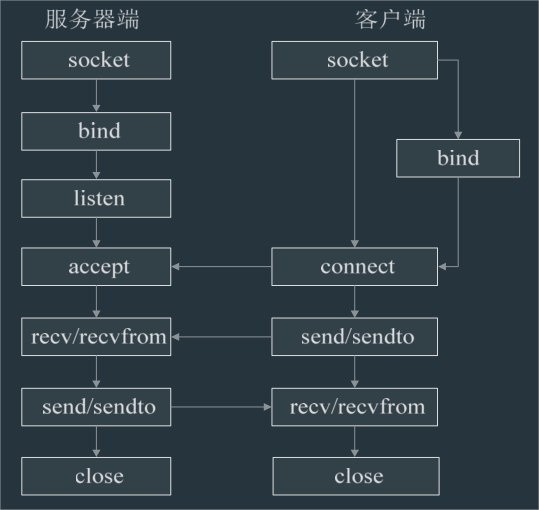 服务器端
客户端
socket
socket
bind
bind
listen
accept
connect
recv/recvfrom
send/sendto
send/sendto
recv/recvfrom
close
close